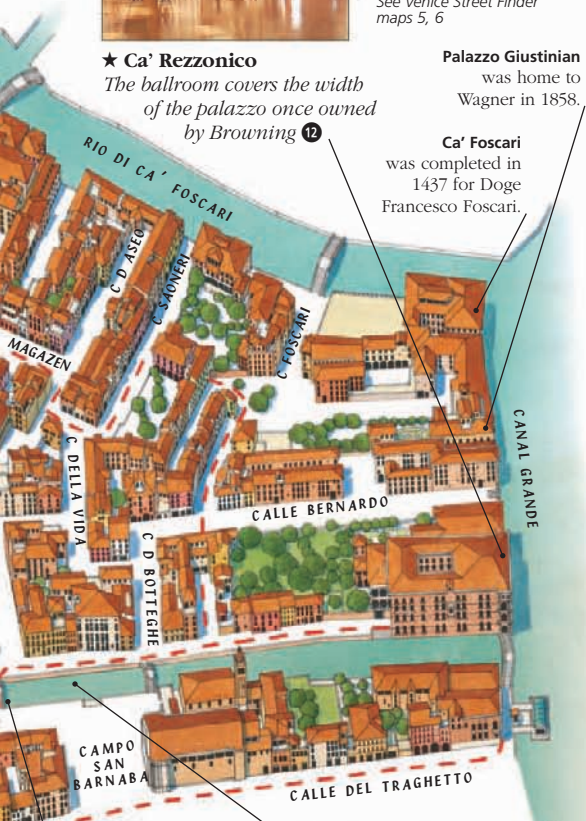 See Venice Street Finder
maps 5, 6
★ Ca’ Rezzonico
The ballroom covers the width
of the palazzo once owned
by Browning 12
Palazzo Giustinian
was home to
Wagner in 1858.
Ca’ Foscari
was completed in
1437 for Doge
Francesco Foscari.
RIO DI CA’ FOSCARI
C D ASEO
C SAONERI
C FOSCARI
MAGAZEN
C DELLA VIDA
C D BOTTEGHE
CALLE BERNARDO
CANAL GRANDE
CAMPO
SAN
BARNABA
CALLE DEL TRAGHETTO